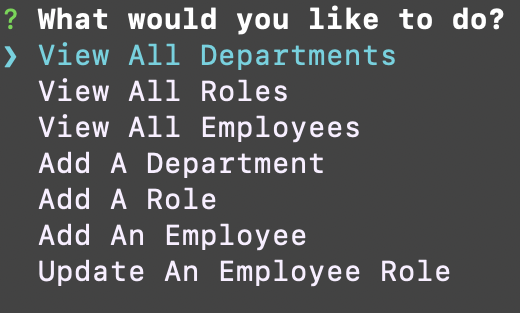 ? What would you like to do?
❯ View All Departments
View All Roles
View All Employees
Add A Department
Add A Role
Add An Employee
Update An Employee Role